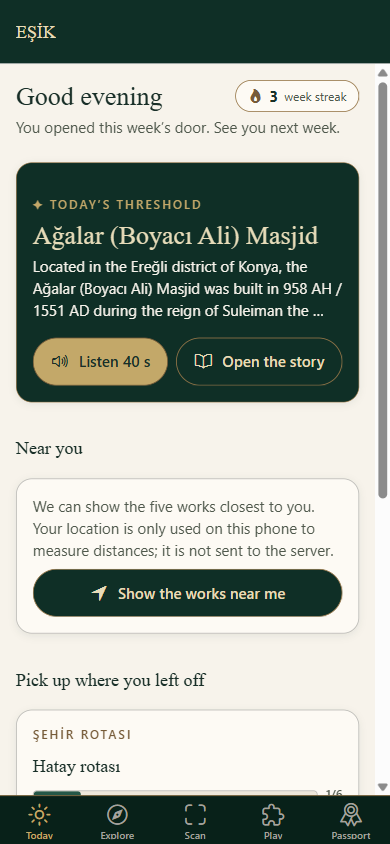 EŞİK
Good evening
3 week streak
You opened this week's door. See you next week.
✦ TODAY'S THRESHOLD
Ağalar (Boyacı Ali) Masjid
Located in the Ereğli district of Konya, the
Ağalar (Boyacı Ali) Masjid was built in 958 AH /
1551 AD during the reign of Suleiman the ...
Listen 40 s
Open the story
Near you
We can show the five works closest to you.
Your location is only used on this phone to
measure distances; it is not sent to the server.
Show the works near me
Pick up where you left off
ŞEHİR ROTASI
Hatay rotası
1/6
Today
Explore
Scan
Play
Passport